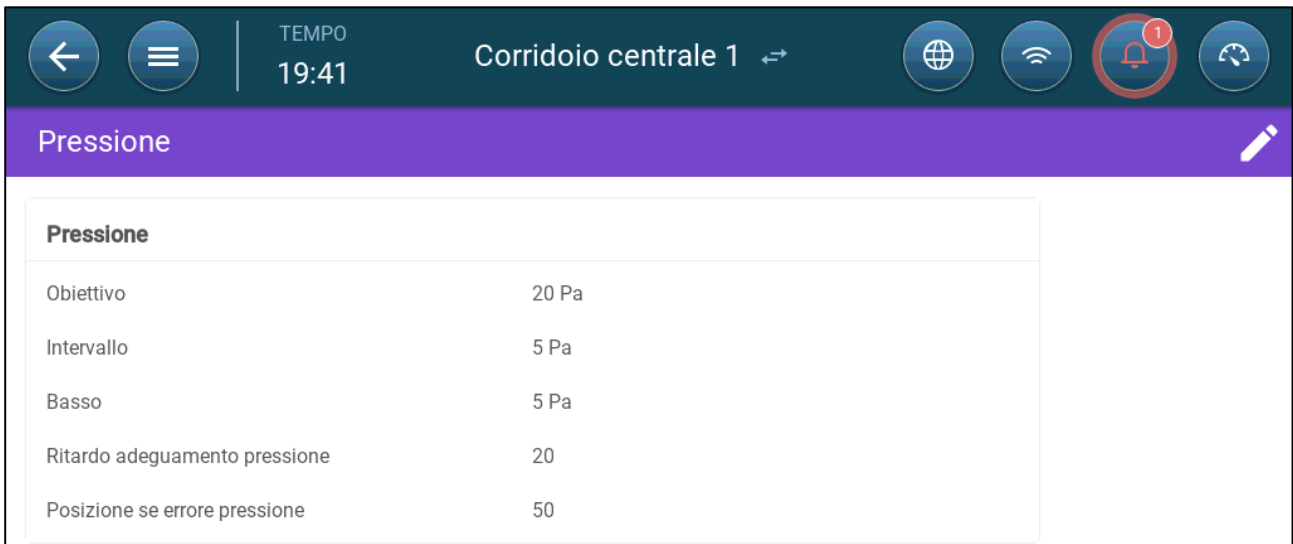 TEMPO
19:41
Corridoio centrale 1
1
Pressione
Pressione
Obiettivo 20 Pa
Intervallo 5 Pa
Basso 5 Pa
Ritardo adeguamento pressione 20
Posizione se errore pressione 50